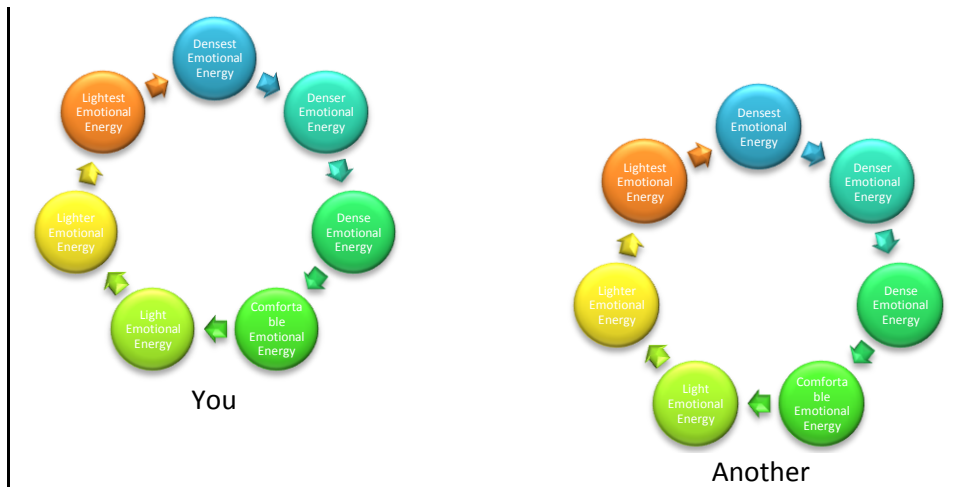 Densest
Emotional
Energy
Denser
Emotional
Energy
Dense
Emotional
Energy
Comforta
ble
Emotional
Energy
Light
Emotional
Energy
Lighter
Emotional
Energy
Lightest
Emotional
Energy
You
Densest
Emotional
Energy
Denser
Emotional
Energy
Dense
Emotional
Energy
Comforta
ble
Emotional
Energy
Light
Emotional
Energy
Lighter
Emotional
Energy
Lightest
Emotional
Energy
Another